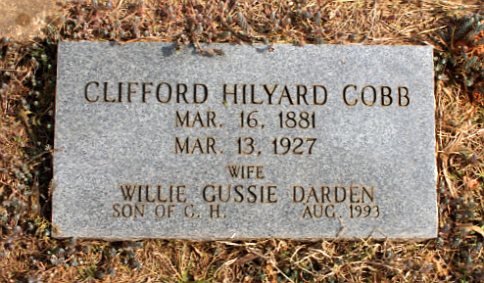 CLIFFORD HILYARD COBB
MAR. 16, 1881
MAR. 13, 1927
WIFE
WILLIE GUSSIE DARDEN
SON OF C. H. AUG. 1993